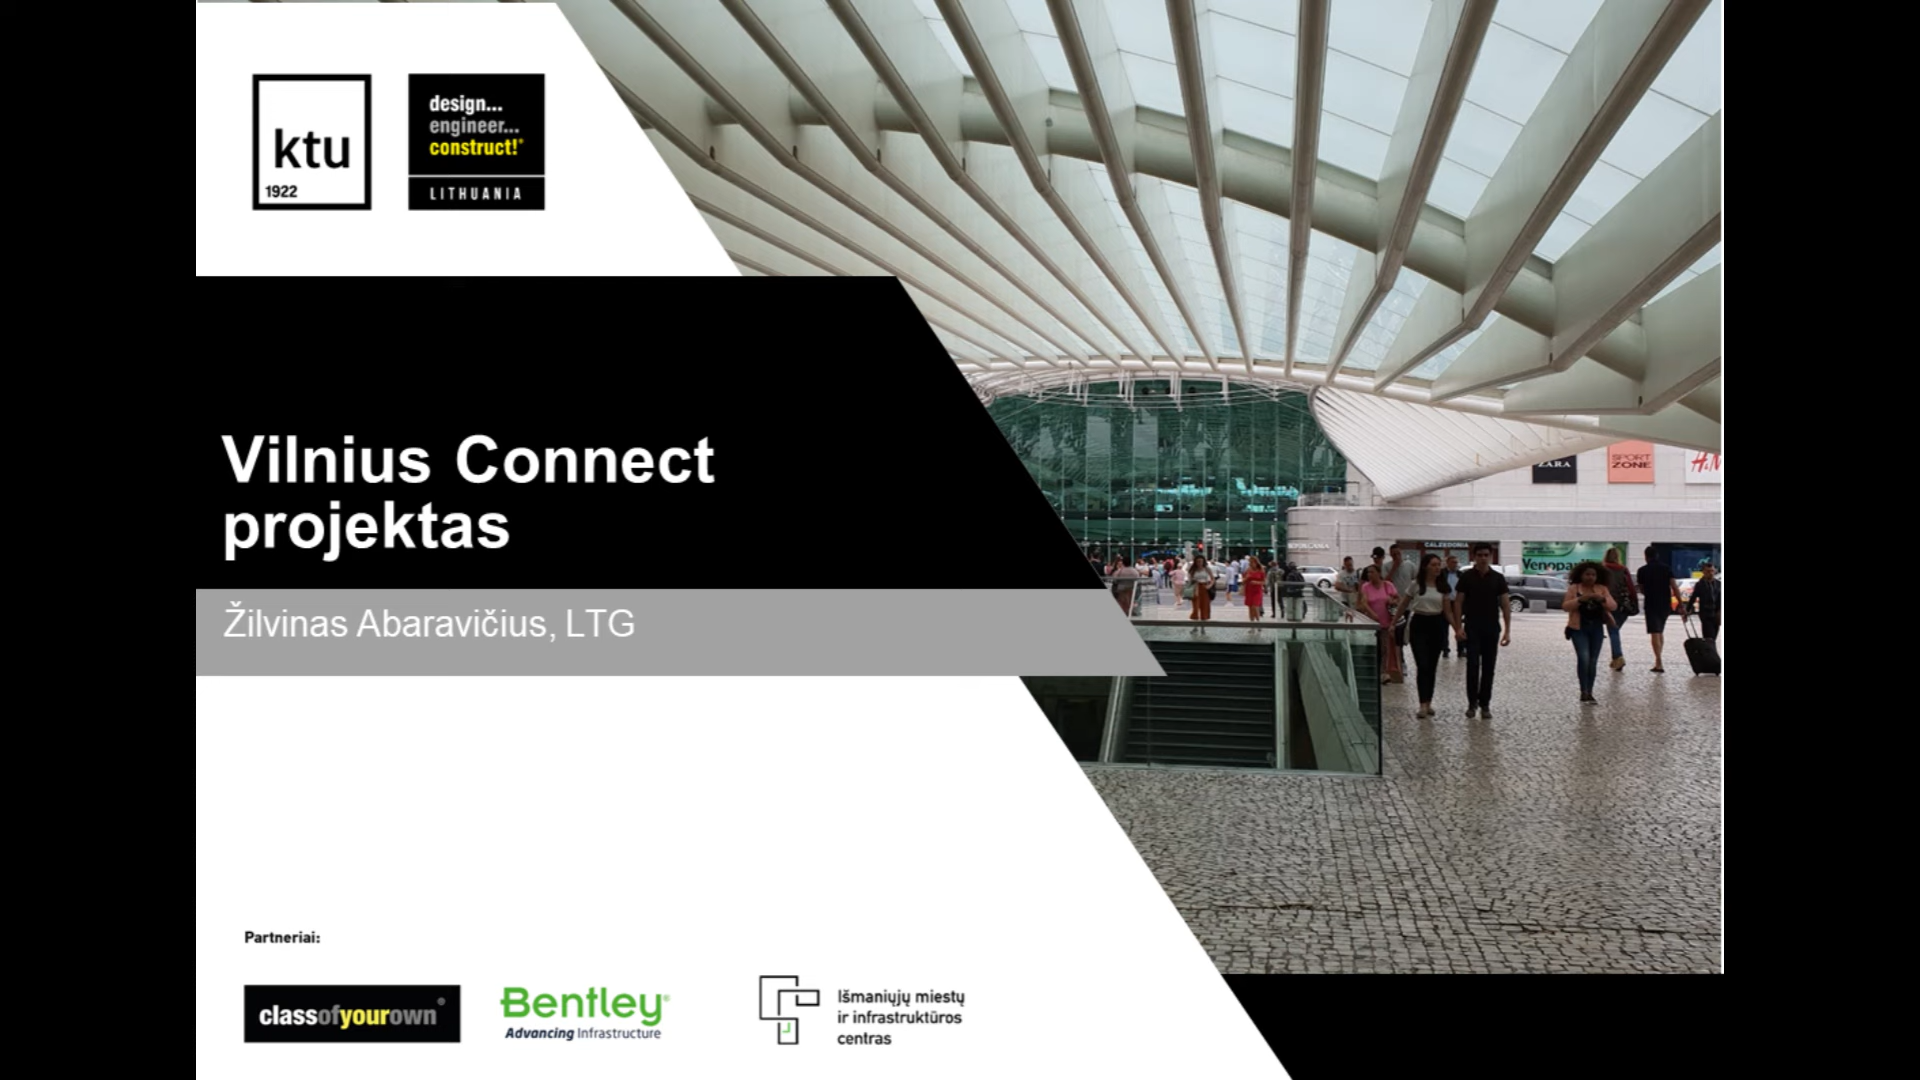 ktu
1922
design...
engineer...
construct!®
LITHUANIA
Vilnius Connect
projektas
Žilvinas Abaravičius, LTG
ZARA
SPORT
ZONE
H&M
CALZEDONIA
Partneriai:
classofyourown®
Bentley®
Advancing Infrastructure
Išmaniųjų miestų
ir infrastruktūros
centras